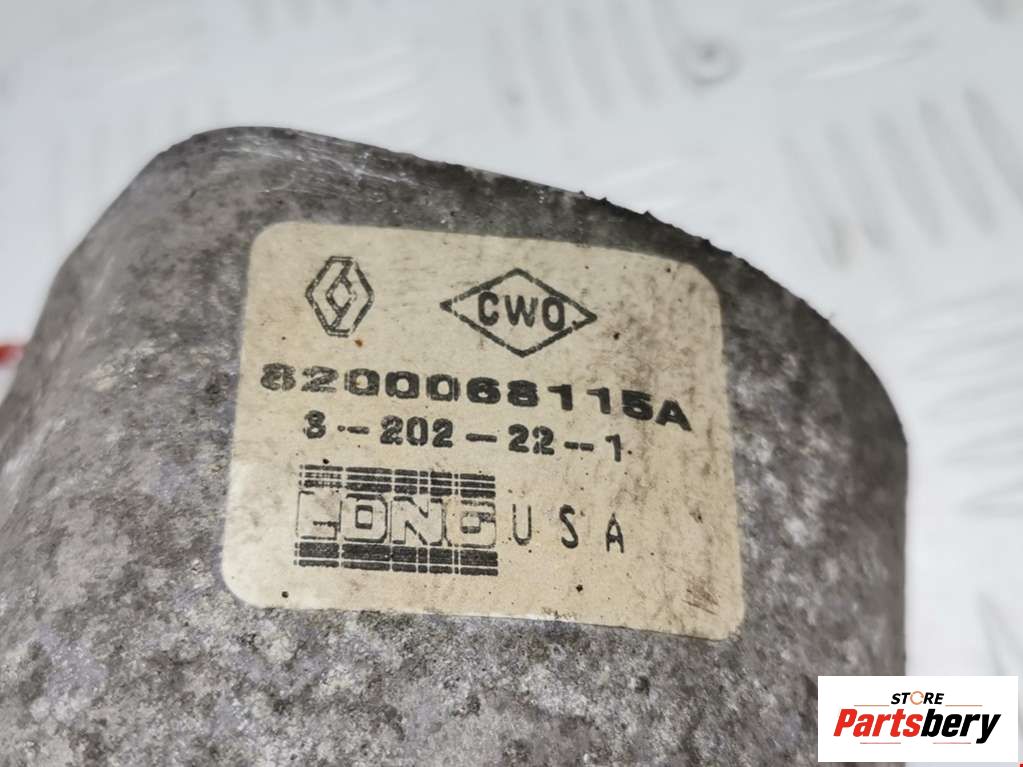 CWO
8200068115A
3-202-22-1
LONG USA
STORE
Partsbery